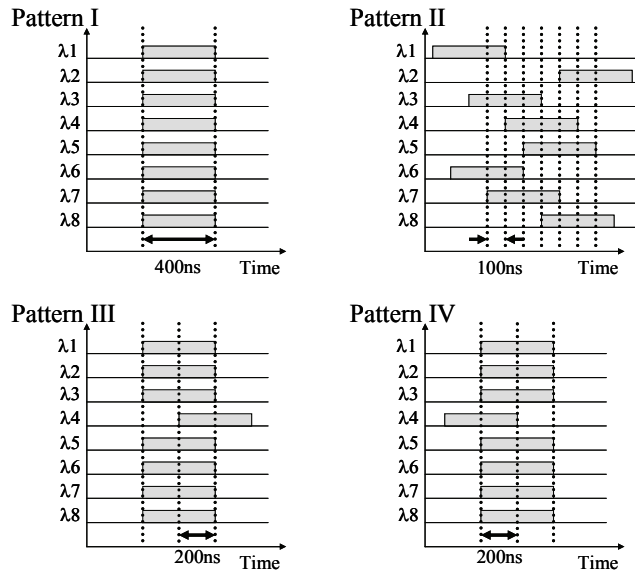 Pattern I
λ1
λ2
λ3
λ4
λ5
λ6
λ7
λ8
400ns
Time
Pattern II
λ1
λ2
λ3
λ4
λ5
λ6
λ7
λ8
100ns
Time
Pattern III
λ1
λ2
λ3
λ4
λ5
λ6
λ7
λ8
200ns
Time
Pattern IV
λ1
λ2
λ3
λ4
λ5
λ6
λ7
λ8
200ns
Time